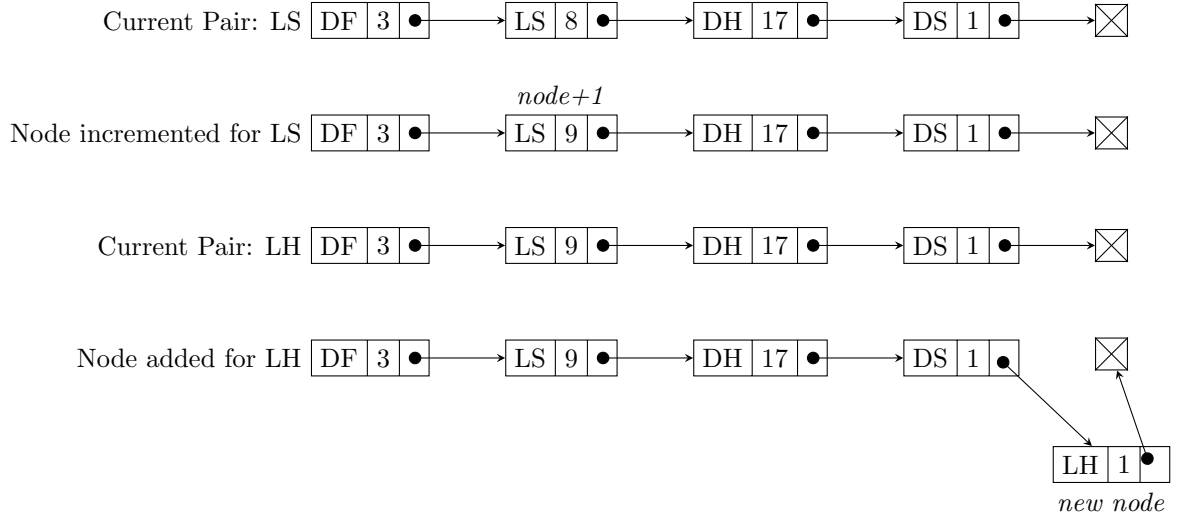 Current Pair: LS DF 3 LS 8 DH 17 DS 1
node+1
Node incremented for LS DF 3 LS 9 DH 17 DS 1
Current Pair: LH DF 3 LS 9 DH 17 DS 1
Node added for LH DF 3 LS 9 DH 17 DS 1
LH 1
new node